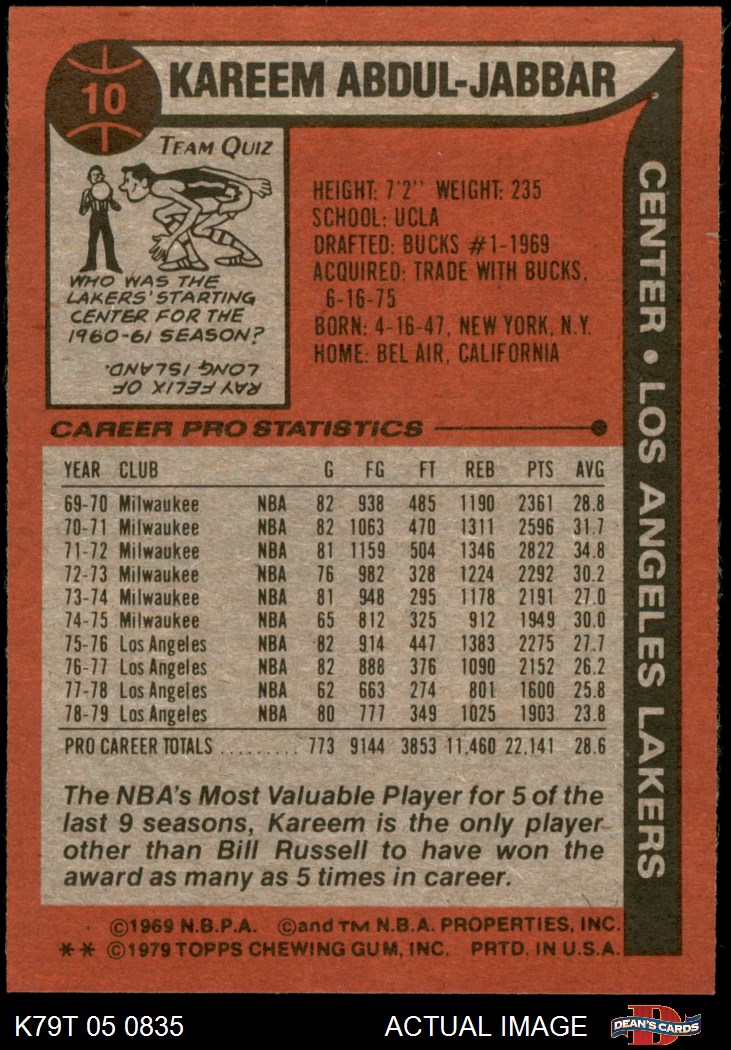 10
KAREEM ABDUL-JABBAR
TEAM QUIZ
WHO WAS THE
LAKERS' STARTING
CENTER FOR THE
1960-61 SEASON?
RAY FELIX OF
LONG ISLAND.
HEIGHT: 7'2" WEIGHT: 235
SCHOOL: UCLA
DRAFTED: BUCKS #1-1969
ACQUIRED: TRADE WITH BUCKS,
6-16-75
BORN: 4-16-47, NEW YORK, N.Y.
HOME: BEL AIR, CALIFORNIA
CENTER • LOS ANGELES LAKERS
CAREER PRO STATISTICS
YEAR CLUB G FG FT REB PTS AVG
69-70 Milwaukee NBA 82 938 485 1190 2361 28.8
70-71 Milwaukee NBA 82 1063 470 1311 2596 31.7
71-72 Milwaukee NBA 81 1159 504 1346 2822 34.8
72-73 Milwaukee NBA 76 982 328 1224 2292 30.2
73-74 Milwaukee NBA 81 948 295 1178 2191 27.0
74-75 Milwaukee NBA 65 812 325 912 1949 30.0
75-76 Los Angeles NBA 82 914 447 1383 2275 27.7
76-77 Los Angeles NBA 82 888 376 1090 2152 26.2
77-78 Los Angeles NBA 62 663 274 801 1600 25.8
78-79 Los Angeles NBA 80 777 349 1025 1903 23.8
PRO CAREER TOTALS ......... 773 9144 3853 11,460 22,141 28.6
The NBA's Most Valuable Player for 5 of the
last 9 seasons, Kareem is the only player
other than Bill Russell to have won the
award as many as 5 times in career.
©1969 N.B.P.A. ©and TM N.B.A. PROPERTIES, INC.
** ©1979 TOPPS CHEWING GUM, INC. PRTD. IN U.S.A.
K79T 05 0835 ACTUAL IMAGE
D
DEAN'S CARDS